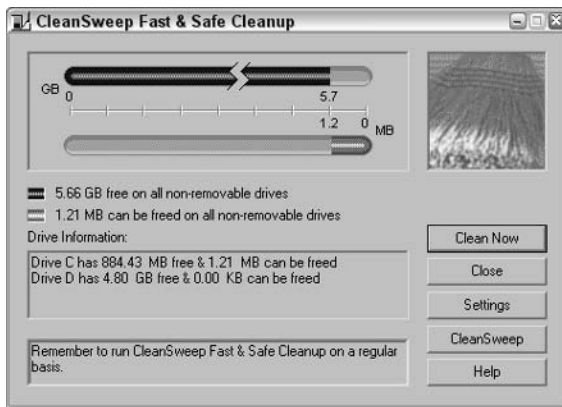 CleanSweep Fast & Safe Cleanup
GB
0
5.7
1.2
0
MB
5.66 GB free on all non-removable drives
1.21 MB can be freed on all non-removable drives
Drive Information:
Drive C has 884.43 MB free & 1.21 MB can be freed
Drive D has 4.80 GB free & 0.00 KB can be freed
Remember to run CleanSweep Fast & Safe Cleanup on a regular
basis.
Clean Now
Close
Settings
CleanSweep
Help